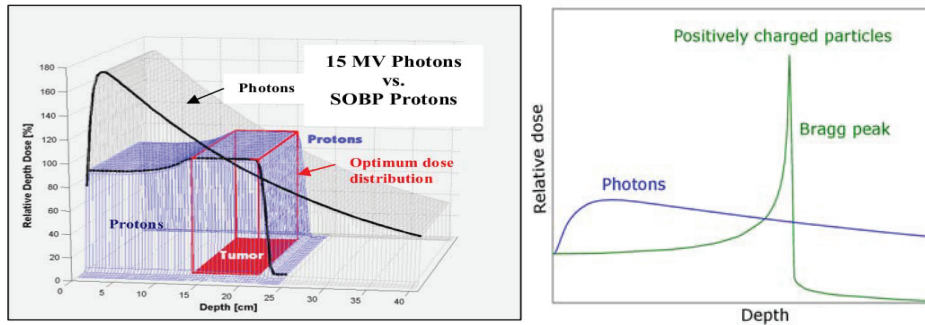 15 MV Photons
vs.
SOBP Protons
Photons
Protons
Optimum dose
distribution
Protons
Tumor
Relative Depth Dose [%]
180
160
140
120
100
80
60
40
20
0
0
5
10
15
20
25
30
35
40
Depth [cm]
Positively charged particles
Bragg peak
Photons
Relative dose
Depth